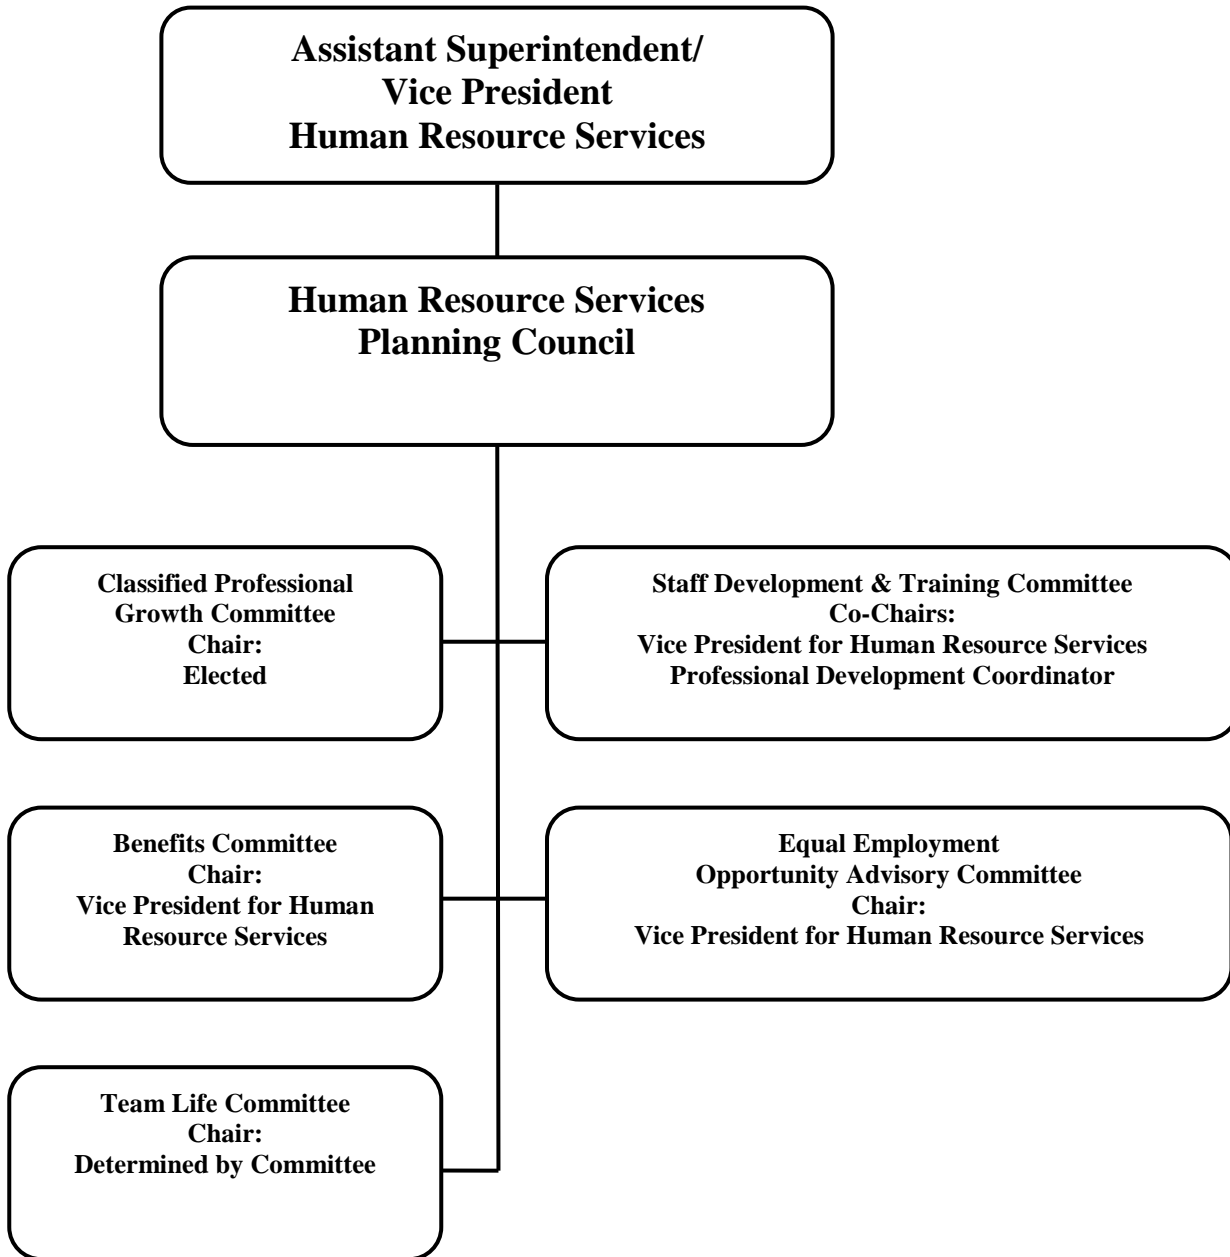 Assistant Superintendent/
Vice President
Human Resource Services
Human Resource Services
Planning Council
Classified Professional
Growth Committee
Chair:
Elected
Staff Development & Training Committee
Co-Chairs:
Vice President for Human Resource Services
Professional Development Coordinator
Benefits Committee
Chair:
Vice President for Human
Resource Services
Equal Employment
Opportunity Advisory Committee
Chair:
Vice President for Human Resource Services
Team Life Committee
Chair:
Determined by Committee